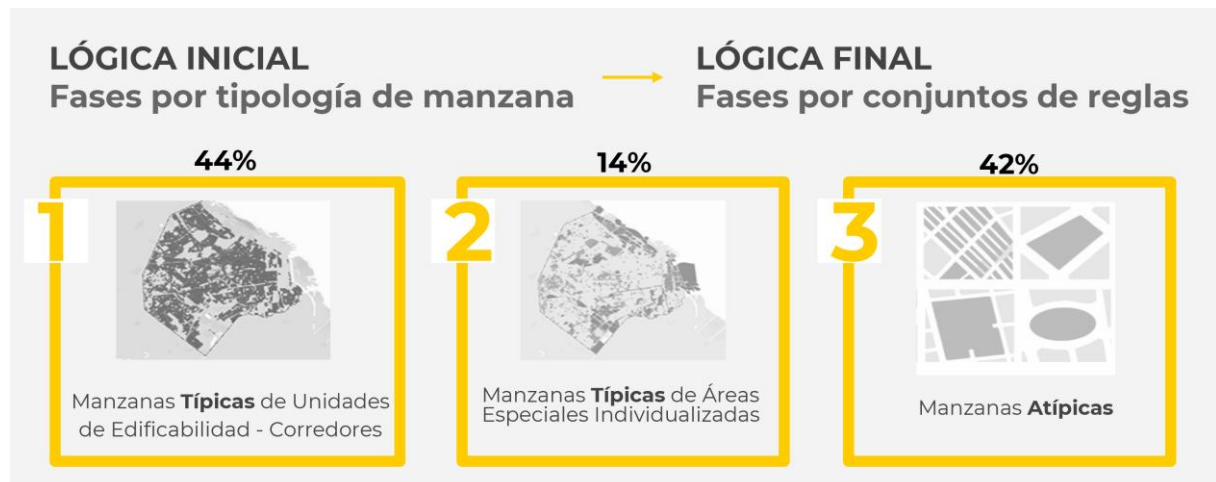 LÓGICA INICIAL
Fases por tipología de manzana
LÓGICA FINAL
Fases por conjuntos de reglas
44%
1
Manzanas Típicas de Unidades
de Edificabilidad - Corredores
14%
2
Manzanas Típicas de Áreas
Especiales Individualizadas
42%
3
Manzanas Atípicas